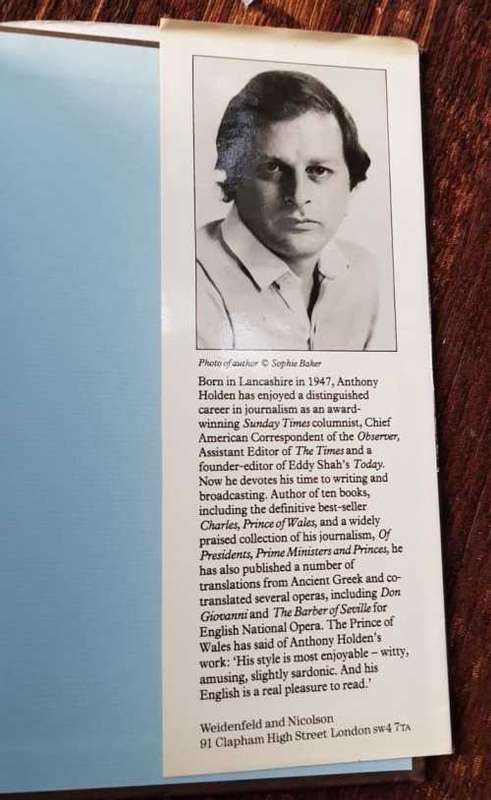 Photo of author © Sophie Baker
Born in Lancashire in 1947, Anthony
Holden has enjoyed a distinguished
career in journalism as an award-
winning Sunday Times columnist, Chief
American Correspondent of the Observer,
Assistant Editor of The Times and a
founder-editor of Eddy Shah's Today.
Now he devotes his time to writing and
broadcasting. Author of ten books,
including the definitive best-seller
Charles, Prince of Wales, and a widely
praised collection of his journalism, Of
Presidents, Prime Ministers and Princes, he
has also published a number of
translations from Ancient Greek and co-
translated several operas, including Don
Giovanni and The Barber of Seville for
English National Opera. The Prince of
Wales has said of Anthony Holden's
work: 'His style is most enjoyable – witty,
amusing, slightly sardonic. And his
English is a real pleasure to read.'
Weidenfeld and Nicolson
91 Clapham High Street London SW4 7TA